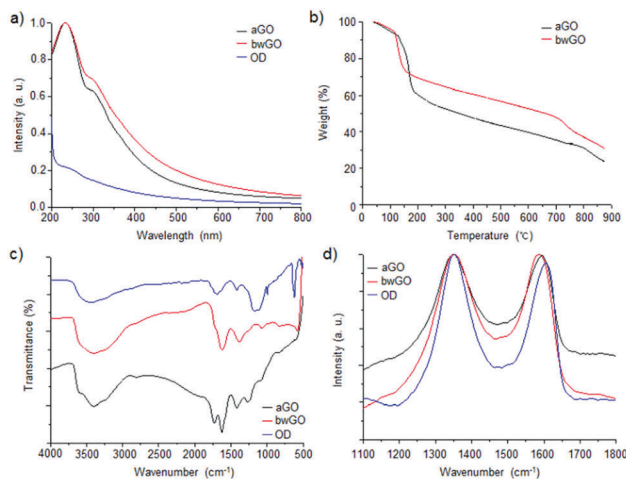 a)
aGO
bwGO
OD
Intensity (a. u.)
1.0
0.8
0.6
0.4
0.2
0.0
200 300 400 500 600 700 800
Wavelength (nm)
b)
aGO
bwGO
Weight (%)
100
80
60
40
20
0
0 100 200 300 400 500 600 700 800 900
Temperature (℃)
c)
Transmittance (%)
aGO
bwGO
OD
4000 3500 3000 2500 2000 1500 1000 500
Wavenumber (cm⁻¹)
d)
aGO
bwGO
OD
Intensity (a. u.)
1100 1200 1300 1400 1500 1600 1700 1800
Wavenumber (cm⁻¹)